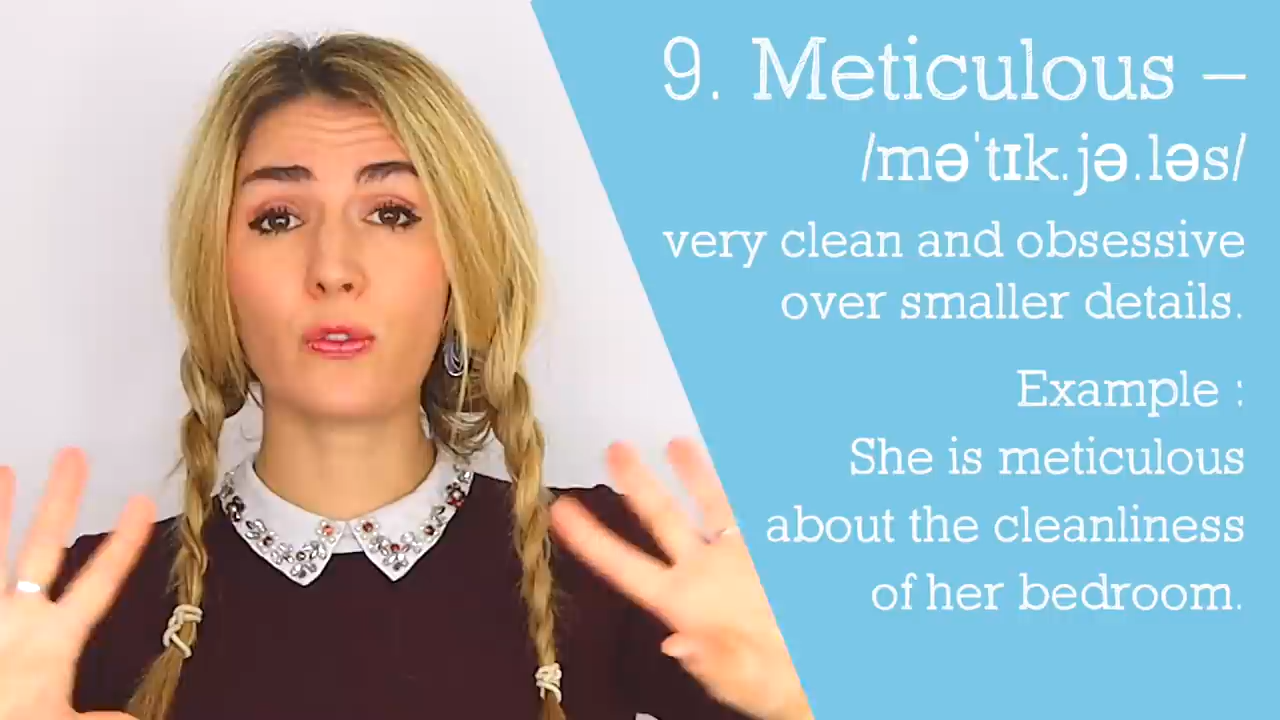 9. Meticulous –
/məˈtɪk.jə.ləs/
very clean and obsessive
over smaller details.
Example :
She is meticulous
about the cleanliness
of her bedroom.